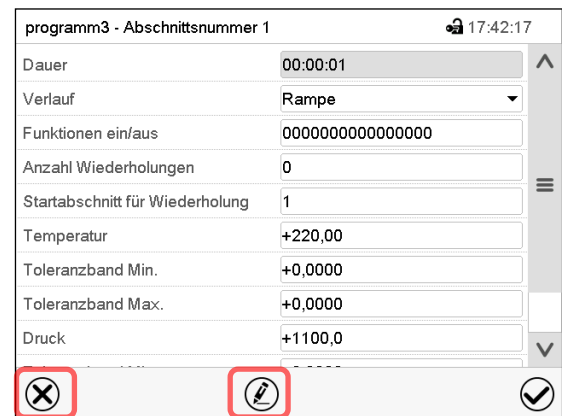 programm3 - Abschnittsnummer 1 17:42:17
Dauer 00:00:01
Verlauf Rampe
Funktionen ein/aus 0000000000000000
Anzahl Wiederholungen 0
Startabschnitt für Wiederholung 1
Temperatur +220,00
Toleranzband Min. +0,0000
Toleranzband Max. +0,0000
Druck +1100,0